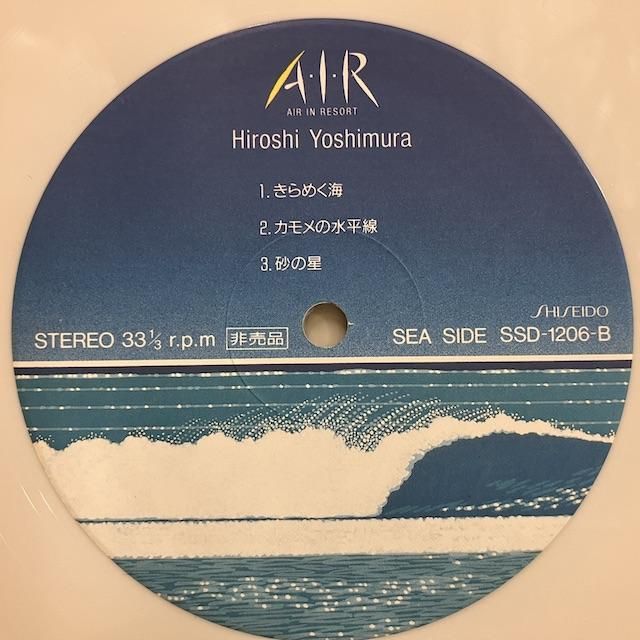 A·I·R
AIR IN RESORT
Hiroshi Yoshimura
1. きらめく海
2. カモメの水平線
3. 砂の星
SHISEIDO
STEREO 33⅓ r.p.m 非売品 SEA SIDE SSD-1206-B